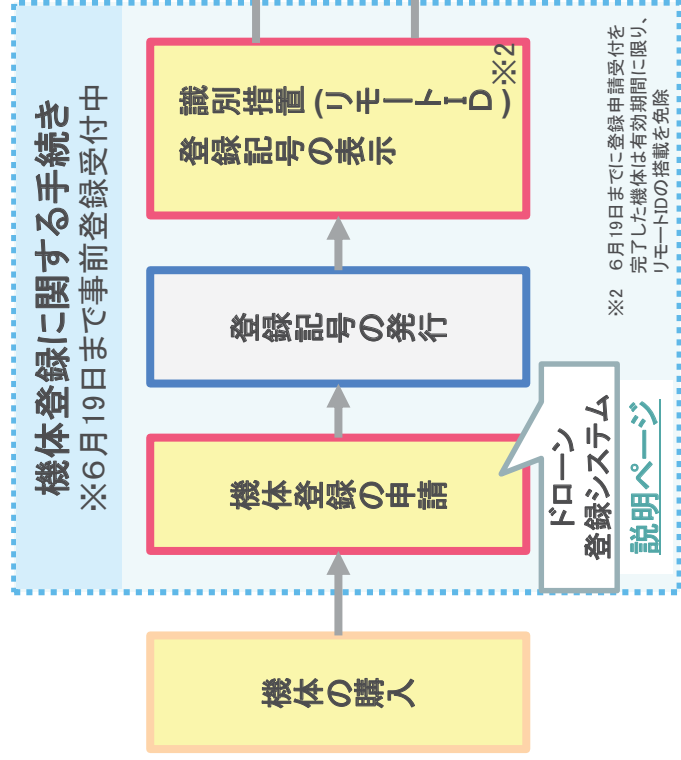 機体登録に関する手続き
※6月19日まで事前登録受付中
機体の購入
機体登録の申請
登録記号の発行
識別措置(リモートID)※2
登録記号の表示
ドローン
登録システム
説明ページ
※2 6月19日までに登録申請受付を
完了した機体は有効期間に限り、
リモートIDの搭載を免除